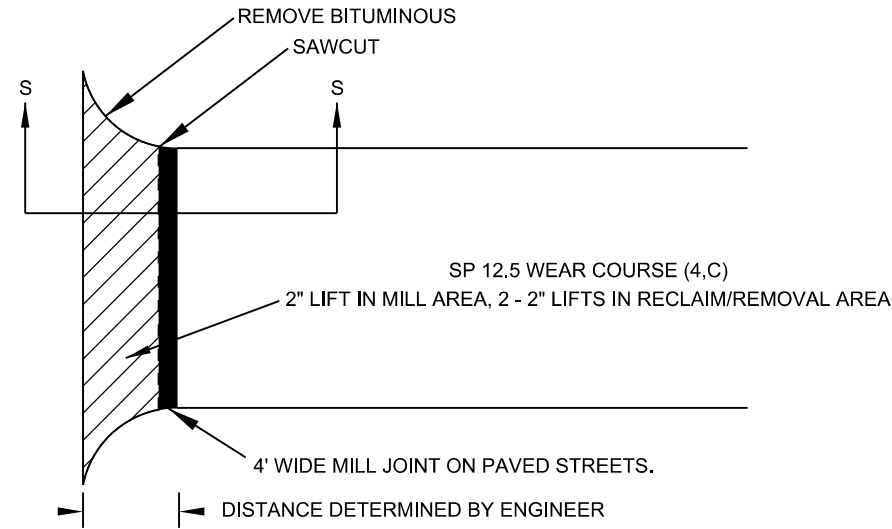 REMOVE BITUMINOUS
SAWCUT
S
S
SP 12.5 WEAR COURSE (4,C)
2" LIFT IN MILL AREA, 2 - 2" LIFTS IN RECLAIM/REMOVAL AREA
4' WIDE MILL JOINT ON PAVED STREETS.
DISTANCE DETERMINED BY ENGINEER